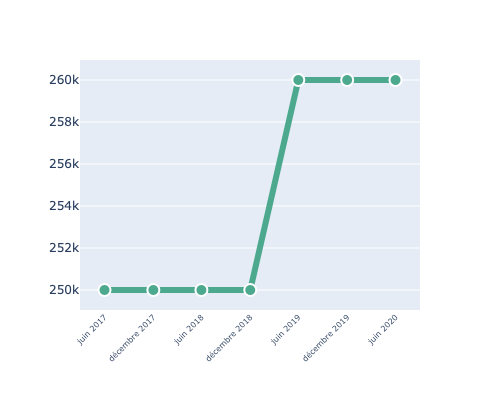 260k
258k
256k
254k
252k
250k
juin 2017
décembre 2017
juin 2018
décembre 2018
juin 2019
décembre 2019
juin 2020